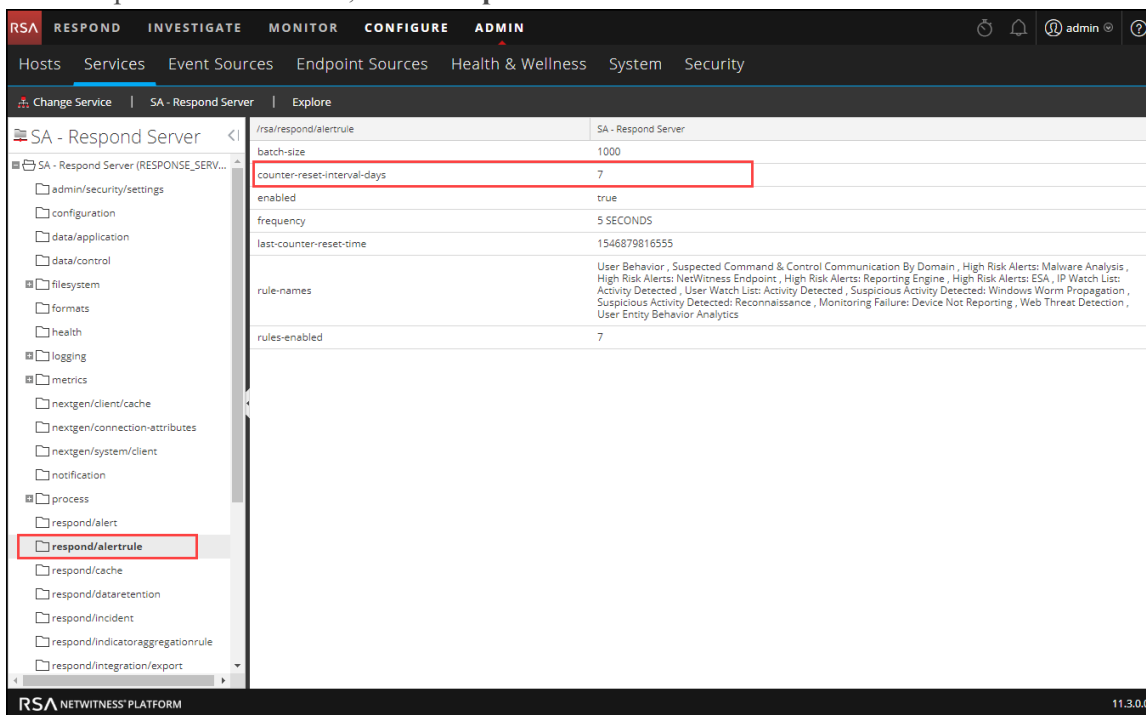 RSA RESPOND INVESTIGATE MONITOR CONFIGURE ADMIN admin ?
Hosts Services Event Sources Endpoint Sources Health & Wellness System Security
Change Service | SA - Respond Server | Explore
SA - Respond Server
SA - Respond Server (RESPONSE_SERV...
admin/security/settings
configuration
data/application
data/control
filesystem
formats
health
logging
metrics
nextgen/client/cache
nextgen/connection-attributes
nextgen/system/client
notification
process
respond/alert
respond/alertrule
respond/cache
respond/dataretention
respond/incident
respond/indicatoraggregationrule
respond/integration/export
/rsa/respond/alertrule SA - Respond Server
batch-size 1000
counter-reset-interval-days 7
enabled true
frequency 5 SECONDS
last-counter-reset-time 1546879816555
rule-names
User Behavior , Suspected Command & Control Communication By Domain , High Risk Alerts: Malware Analysis ,
High Risk Alerts: NetWitness Endpoint , High Risk Alerts: Reporting Engine , High Risk Alerts: ESA , IP Watch List:
Activity Detected , User Watch List: Activity Detected , Suspicious Activity Detected: Windows Worm Propagation ,
Suspicious Activity Detected: Reconnaissance , Monitoring Failure: Device Not Reporting , Web Threat Detection ,
User Entity Behavior Analytics
rules-enabled 7
RSA NETWITNESS® PLATFORM 11.3.0.0